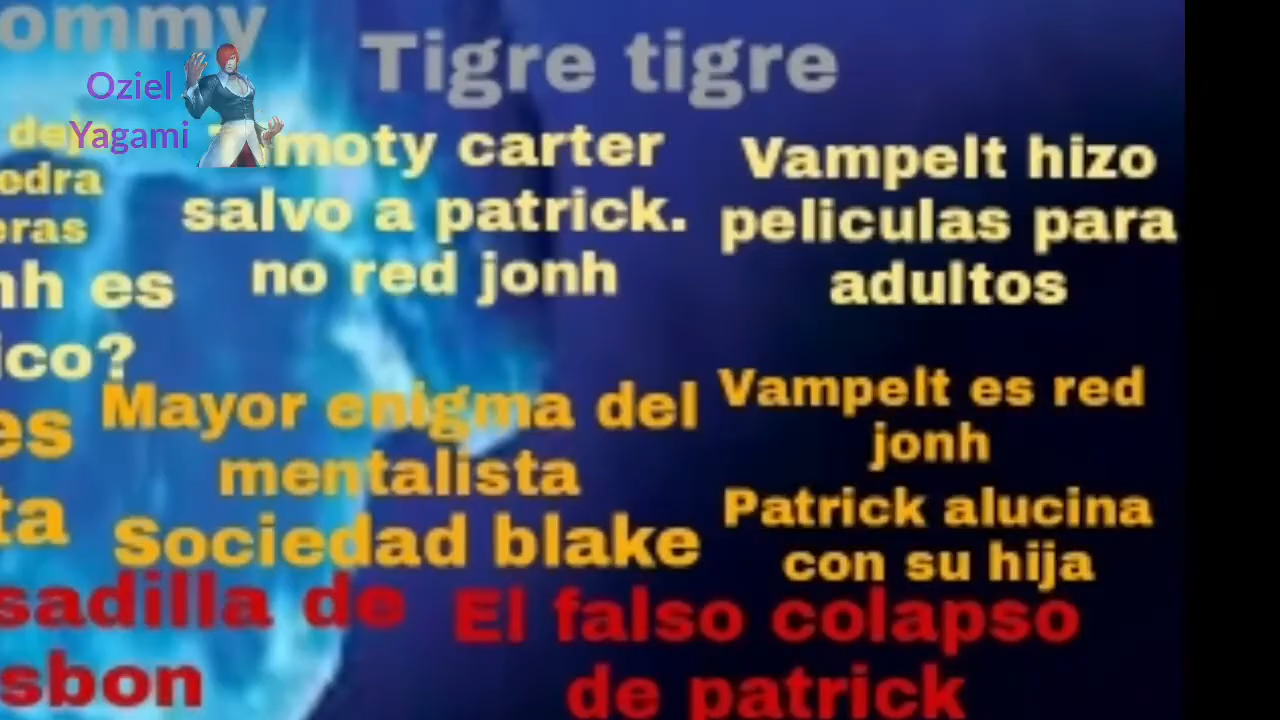 ommy
Tigre tigre
Oziel
Yagami
moty carter
salvo a patrick.
no red jonh
Vampelt hizo
peliculas para
adultos
edra
eras
nh es
ico?
Mayor enigma del
mentalista
Sociedad blake
Vampelt es red
jonh
Patrick alucina
con su hija
es
ta
sadilla de
sbon
El falso colapso
de patrick